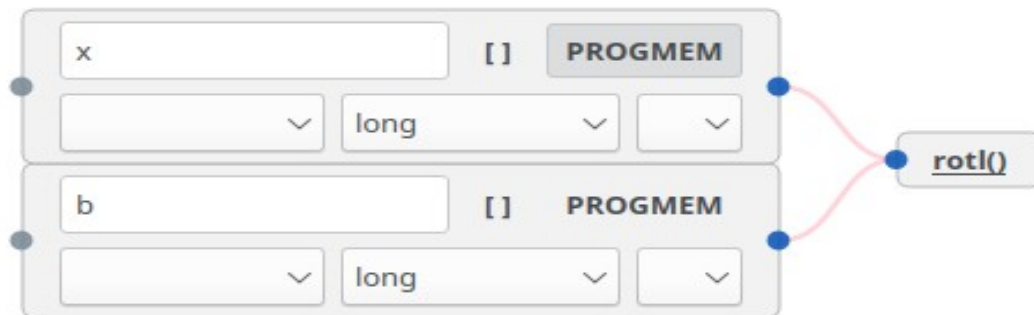 x [ ] PROGMEM
long
rotl()
b [ ] PROGMEM
long